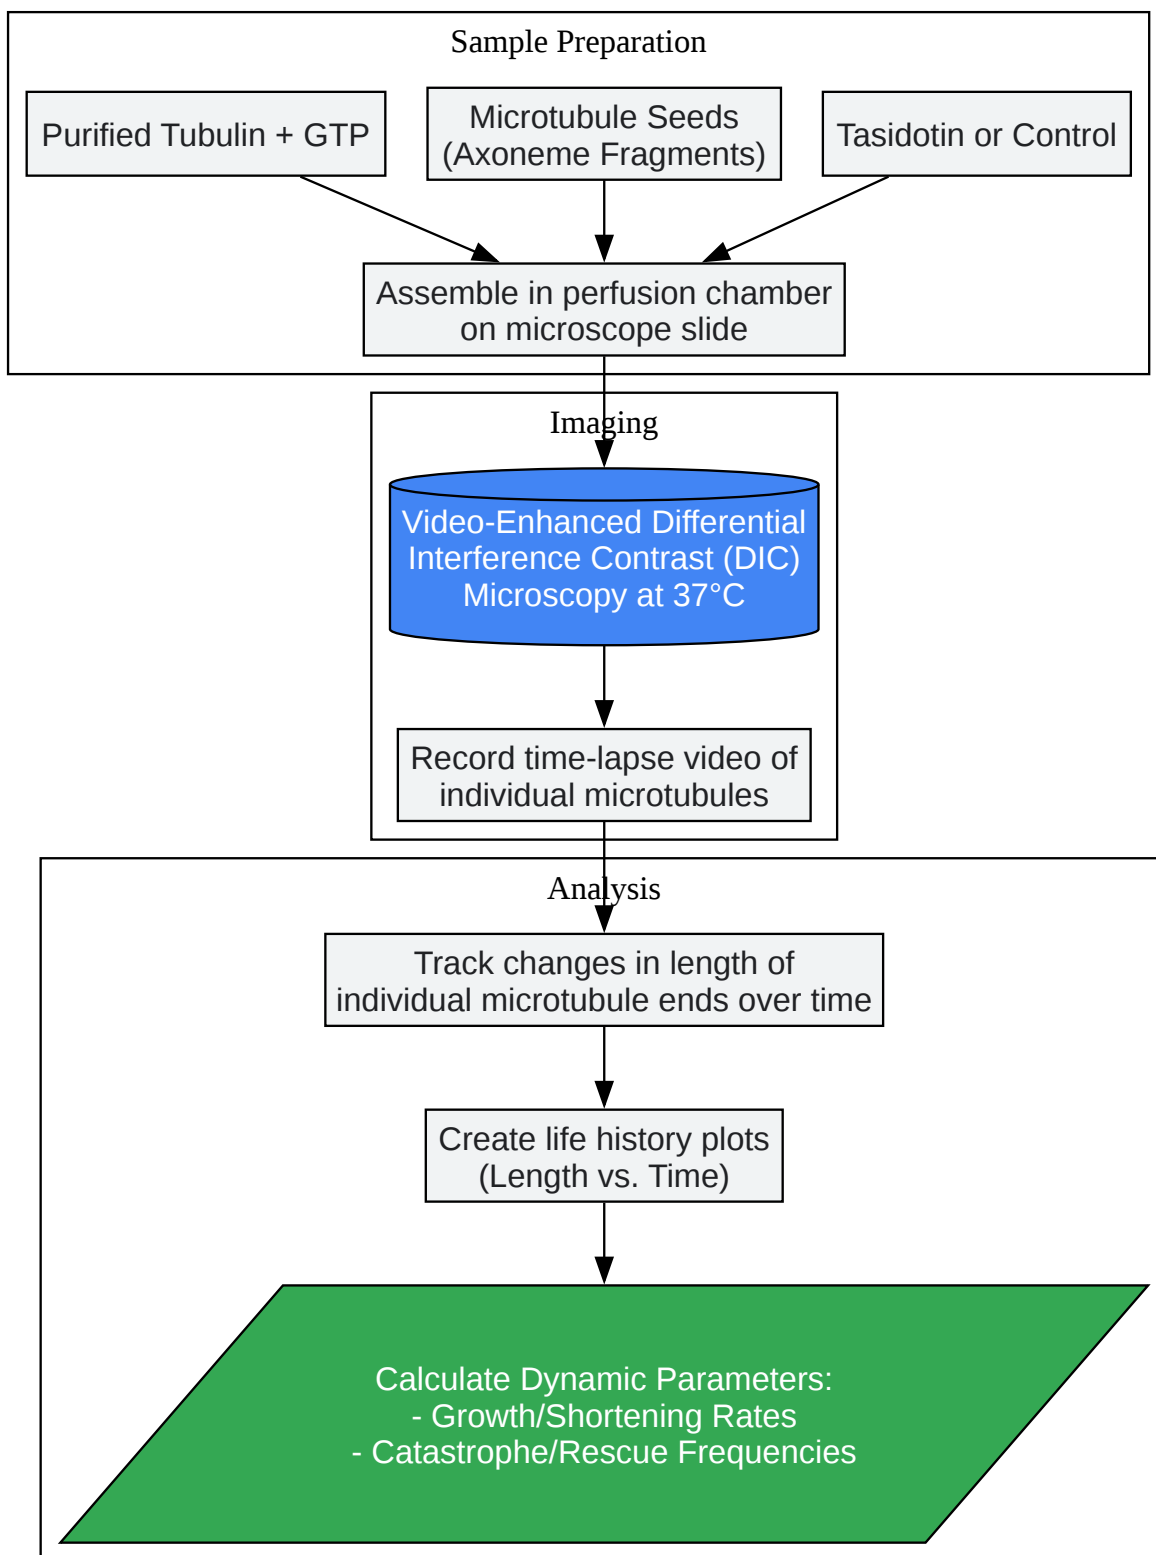 Sample Preparation
Purified Tubulin + GTP
Microtubule Seeds
(Axoneme Fragments)
Tasidotin or Control
Assemble in perfusion chamber
on microscope slide
Imaging
Video-Enhanced Differential
Interference Contrast (DIC)
Microscopy at 37°C
Record time-lapse video of
individual microtubules
Analysis
Track changes in length of
individual microtubule ends over time
Create life history plots
(Length vs. Time)
Calculate Dynamic Parameters:
- Growth/Shortening Rates
- Catastrophe/Rescue Frequencies